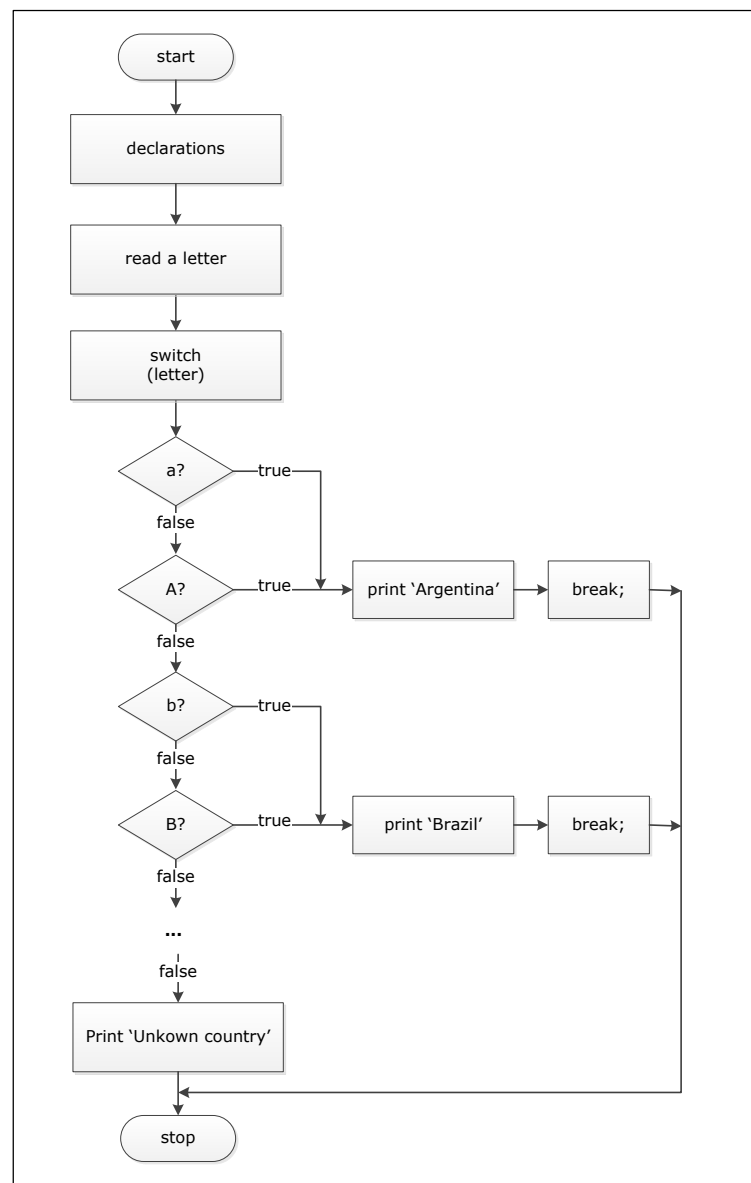 start
declarations
read a letter
switch
(letter)
a?
true
false
A?
true
print ‘Argentina’
break;
false
b?
true
false
B?
true
print ‘Brazil’
break;
false
...
false
Print ‘Unkown country’
stop